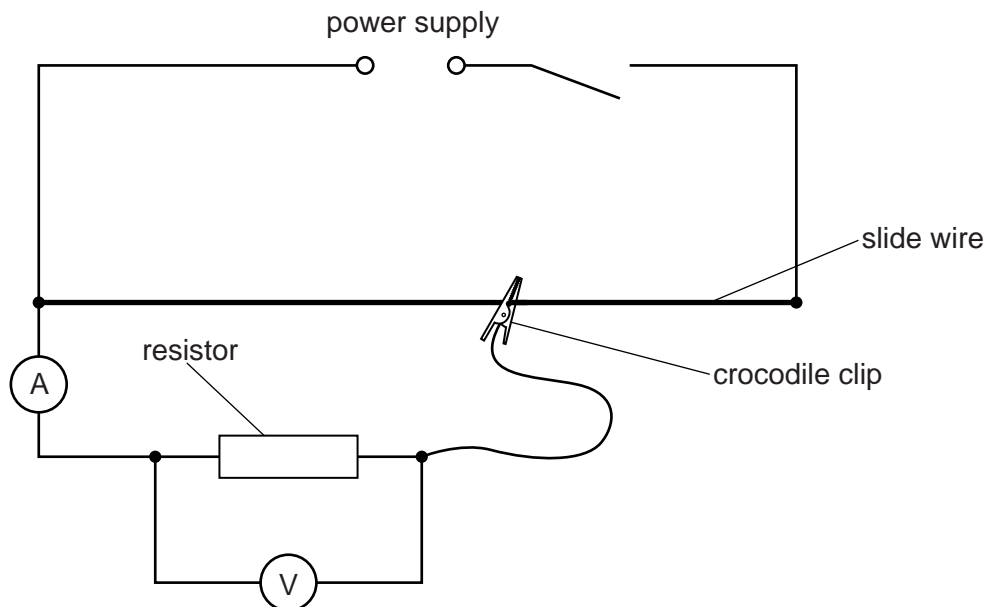 power supply
slide wire
resistor
crocodile clip
A
V